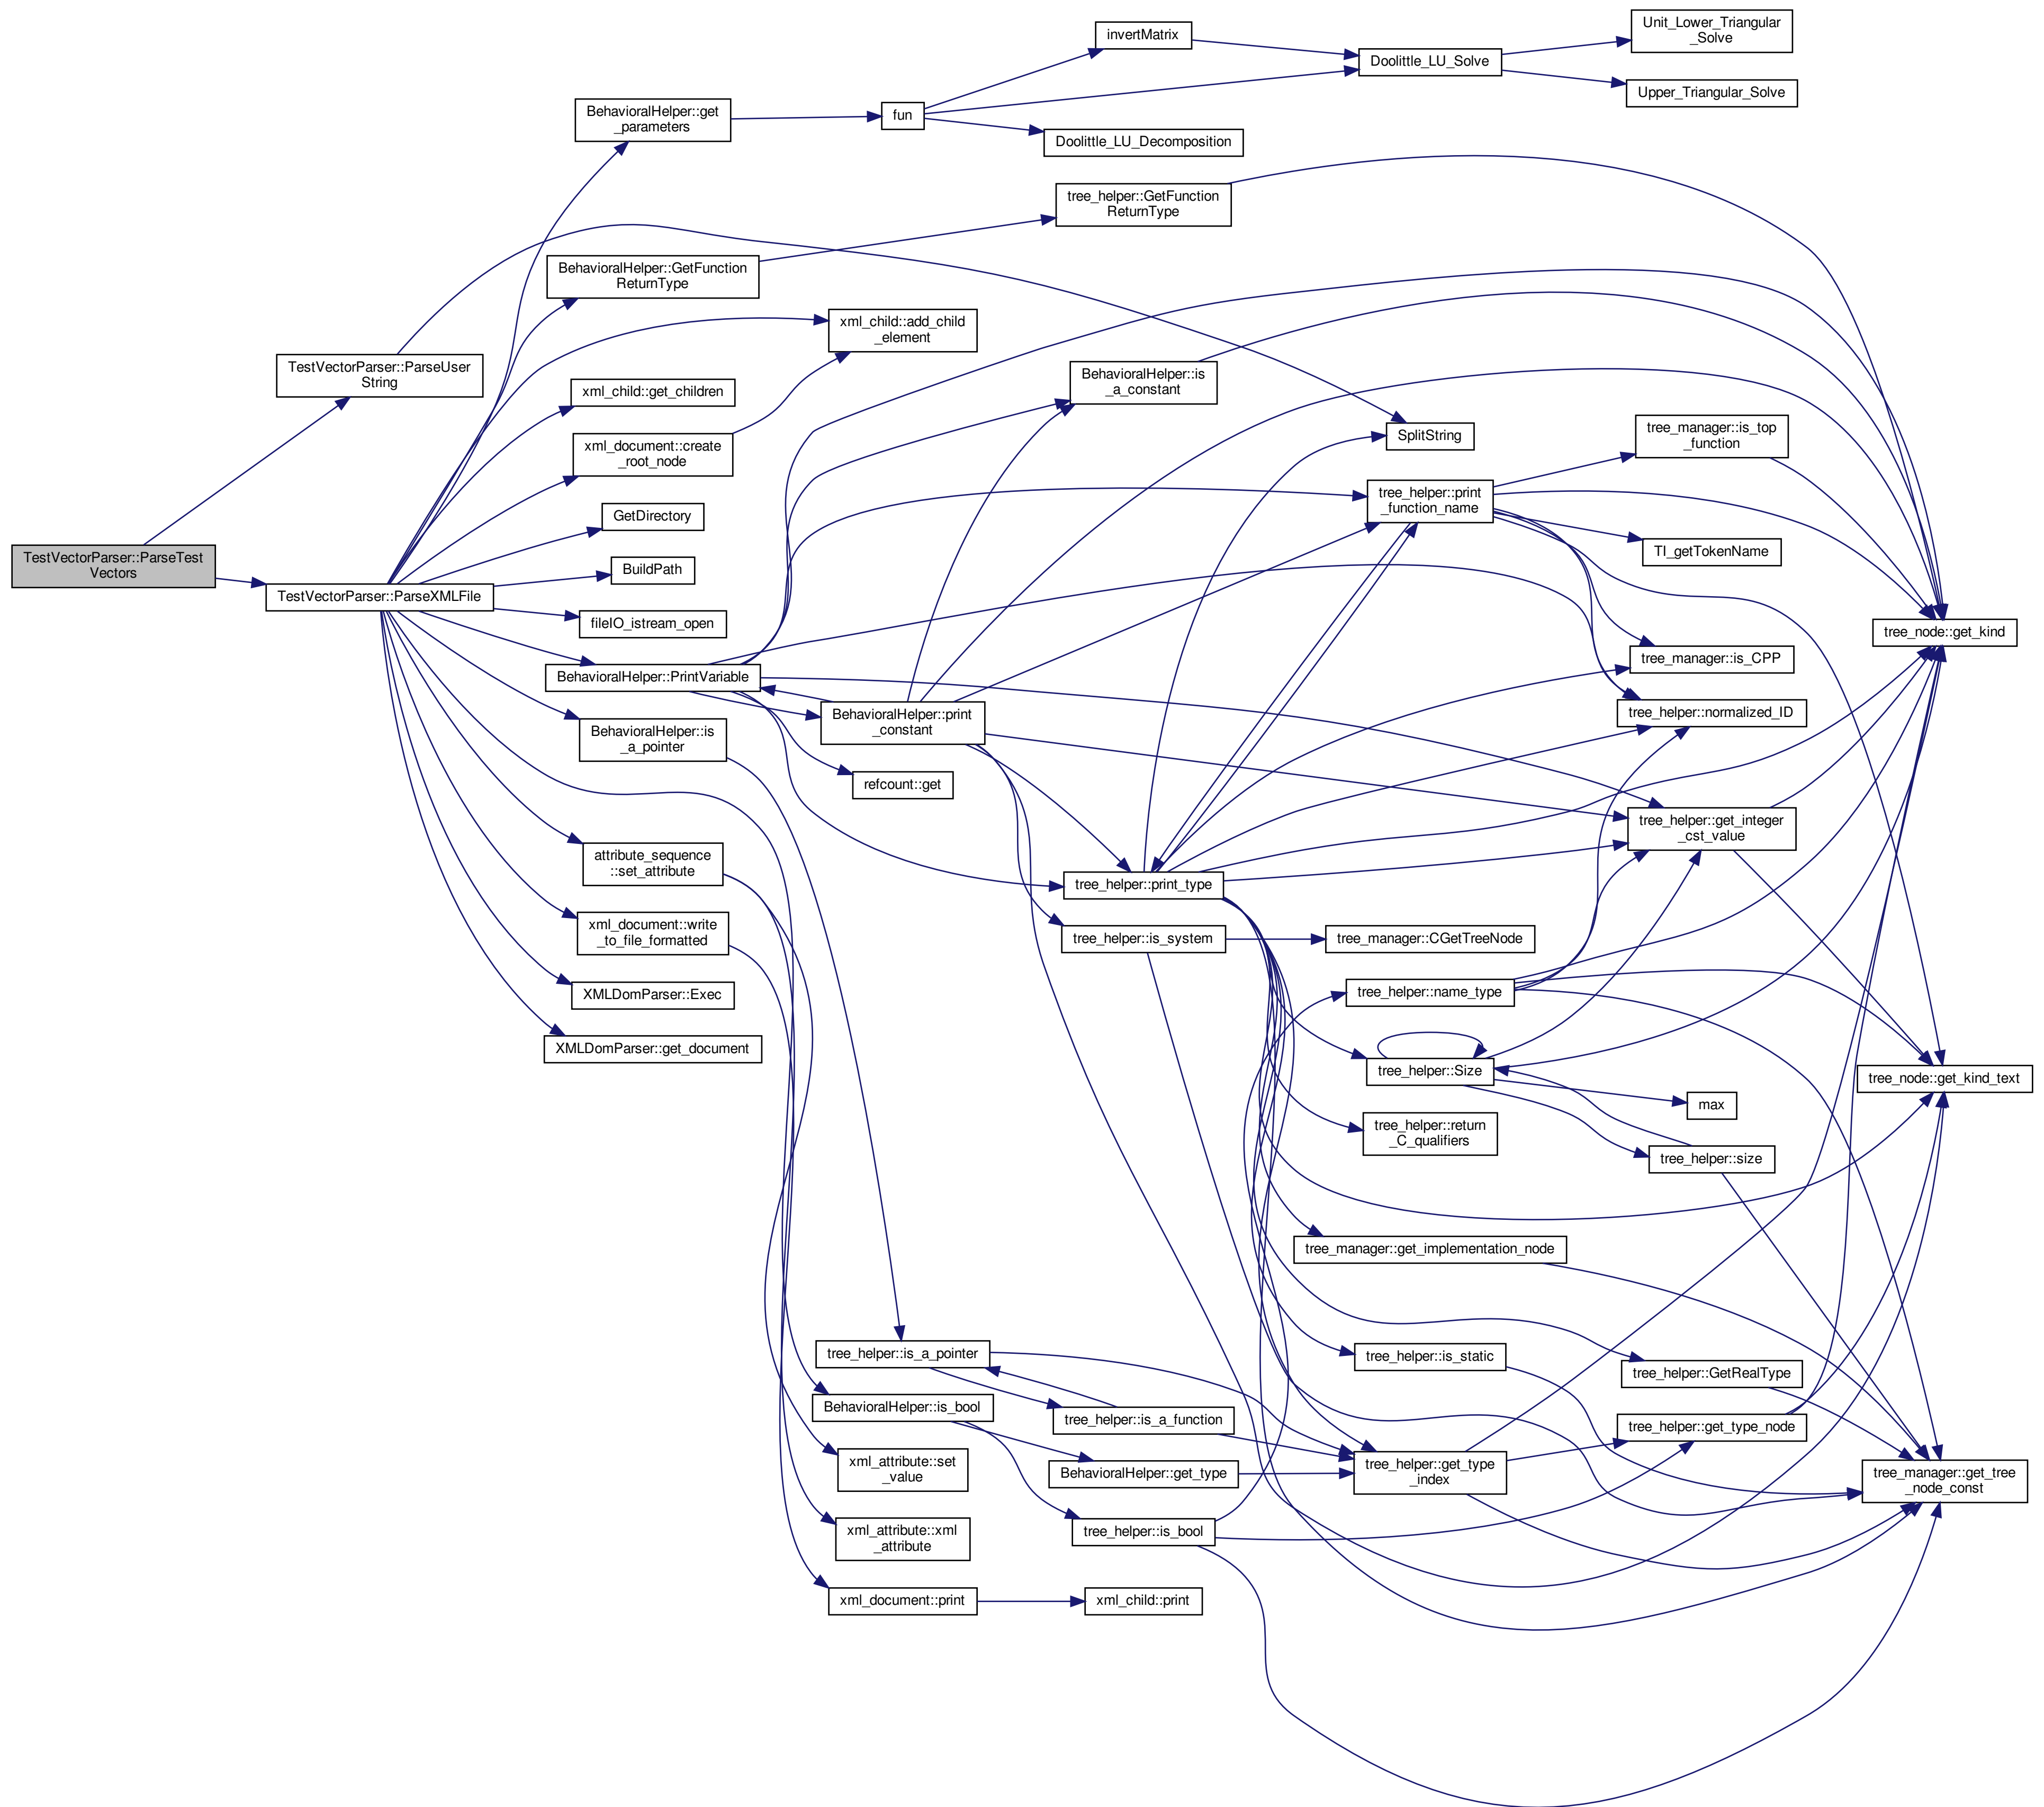 TestVectorParser::ParseTest
Vectors
TestVectorParser::ParseUser
String
TestVectorParser::ParseXMLFile
BehavioralHelper::get
_parameters
BehavioralHelper::GetFunction
ReturnType
xml_child::get_children
xml_document::create
_root_node
GetDirectory
BuildPath
fileIO_istream_open
BehavioralHelper::PrintVariable
BehavioralHelper::is
_a_pointer
attribute_sequence
::set_attribute
xml_document::write
_to_file_formatted
XMLDomParser::Exec
XMLDomParser::get_document
fun
xml_child::add_child
_element
BehavioralHelper::print
_constant
refcount::get
tree_helper::is_a_pointer
BehavioralHelper::is_bool
xml_attribute::set
_value
xml_attribute::xml
_attribute
xml_document::print
invertMatrix
Doolittle_LU_Decomposition
tree_helper::GetFunction
ReturnType
BehavioralHelper::is
_a_constant
tree_helper::print_type
tree_helper::is_system
tree_helper::is_a_function
BehavioralHelper::get_type
tree_helper::is_bool
xml_child::print
Doolittle_LU_Solve
SplitString
tree_helper::print
_function_name
tree_manager::CGetTreeNode
tree_helper::name_type
tree_helper::Size
tree_helper::return
_C_qualifiers
tree_manager::get_implementation_node
tree_helper::is_static
tree_helper::get_type
_index
Unit_Lower_Triangular
_Solve
Upper_Triangular_Solve
tree_manager::is_top
_function
TI_getTokenName
tree_manager::is_CPP
tree_helper::normalized_ID
tree_helper::get_integer
_cst_value
max
tree_helper::size
tree_helper::GetRealType
tree_helper::get_type_node
tree_node::get_kind
tree_node::get_kind_text
tree_manager::get_tree
_node_const